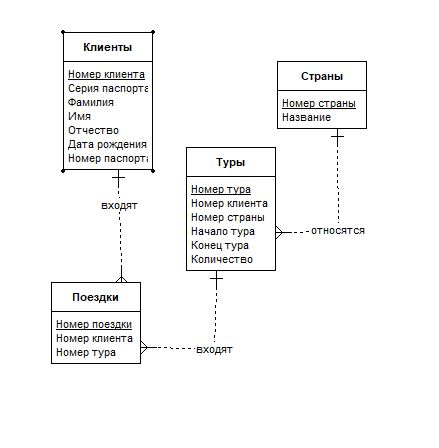 Клиенты
Номер клиента
Серия паспорта
Фамилия
Имя
Отчество
Дата рождения
Номер паспорта
входят
Страны
Номер страны
Название
Туры
Номер тура
Номер клиента
Номер страны
Начало тура
Конец тура
Количество
относятся
Поездки
Номер поездки
Номер клиента
Номер тура
входят